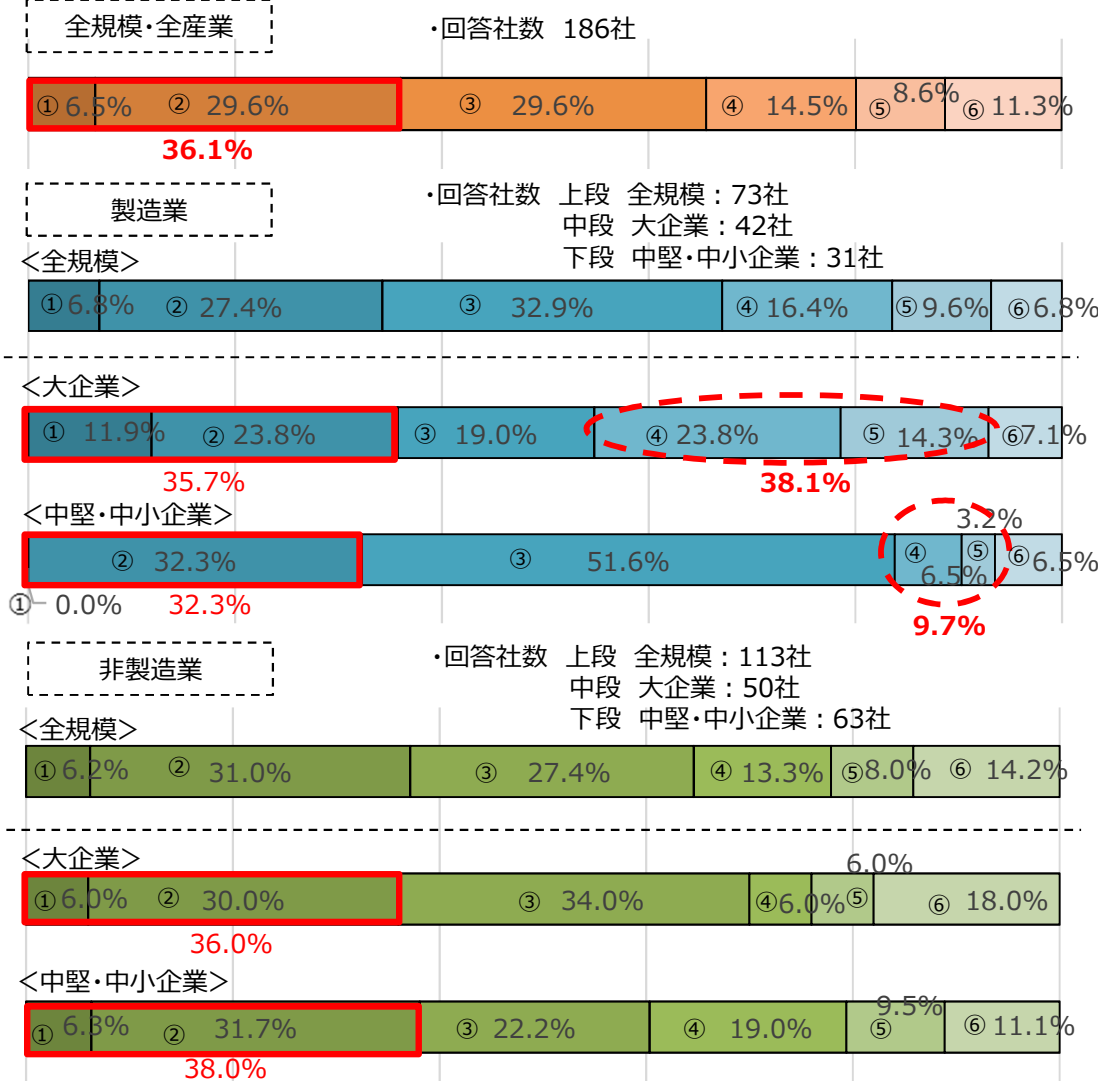 全規模・全産業
・回答社数 186社
① 6.5% ② 29.6% ③ 29.6% ④ 14.5% ⑤ 8.6% ⑥ 11.3%
36.1%
製造業
・回答社数 上段 全規模：73社
中段 大企業：42社
下段 中堅・中小企業：31社
＜全規模＞
① 6.8% ② 27.4% ③ 32.9% ④ 16.4% ⑤ 9.6% ⑥ 6.8%
＜大企業＞
① 11.9% ② 23.8% ③ 19.0% ④ 23.8% ⑤ 14.3% ⑥ 7.1%
35.7% 38.1%
＜中堅・中小企業＞
② 32.3% ③ 51.6% ④ 6.5% ⑤ 3.2% ⑥ 6.5%
① 0.0% 32.3%
9.7%
非製造業
・回答社数 上段 全規模：113社
中段 大企業：50社
下段 中堅・中小企業：63社
＜全規模＞
① 6.2% ② 31.0% ③ 27.4% ④ 13.3% ⑤ 8.0% ⑥ 14.2%
＜大企業＞
① 6.0% ② 30.0% ③ 34.0% ④ 6.0% ⑤ 6.0% ⑥ 18.0%
36.0%
＜中堅・中小企業＞
① 6.3% ② 31.7% ③ 22.2% ④ 19.0% ⑤ 9.5% ⑥ 11.1%
38.0%